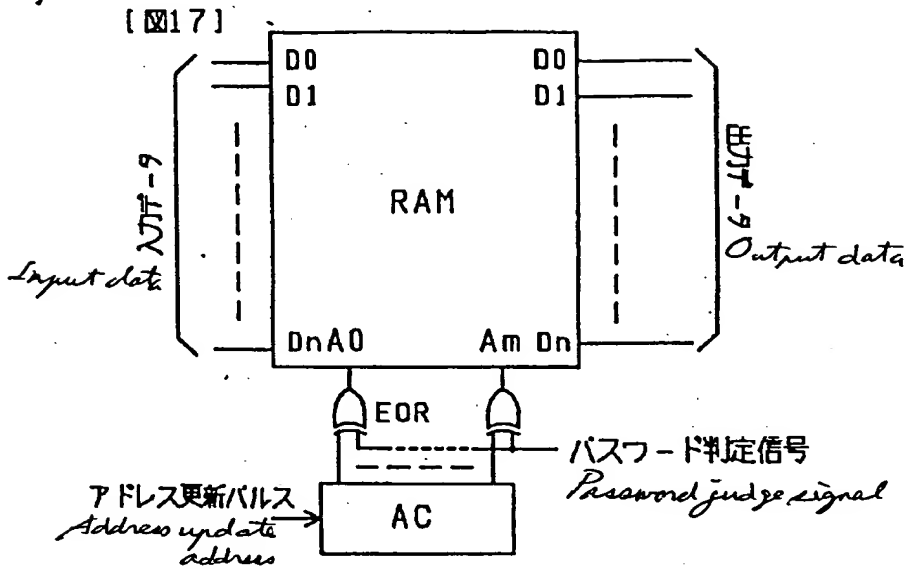 [図17]
D0 D0
D1 D1
入力データ
Input data
RAM
出力データ
Output data
Dn A0 Am Dn
EOR
パスワード判定信号
Password judge signal
アドレス更新パルス
Address update
address
AC